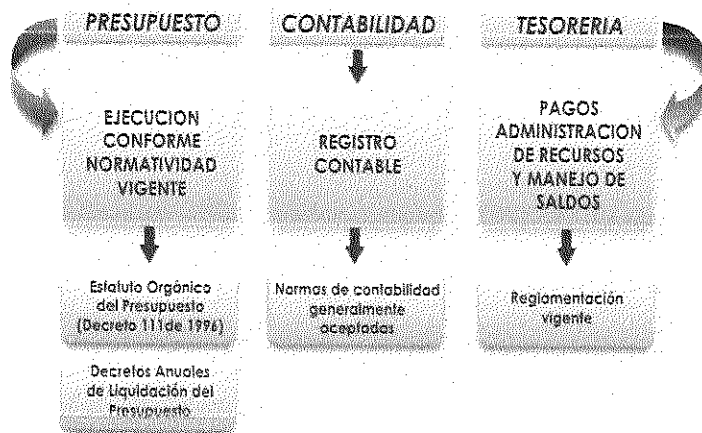 PRESUPUESTO
CONTABILIDAD
TESORERIA
EJECUCION
CONFORME
NORMATIVIDAD
VIGENTE
REGISTRO
CONTABLE
PAGOS
ADMINISTRACION
DE RECURSOS
Y MANEJO DE
SALDOS
Estatuto Orgánico
del Presupuesto
(Decreto 111de 1996)
Normas de contabilidad
generalmente
aceptadas
Reglamentación
vigente
Decretos Anuales
de Liquidación del
Presupuesto